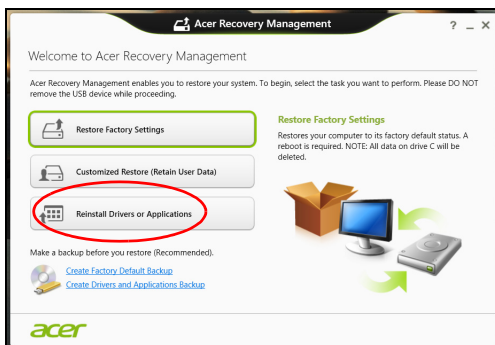 Acer Recovery Management
? _ ×
Welcome to Acer Recovery Management
Acer Recovery Management enables you to restore your system. To begin, select the task you want to perform. Please DO NOT
remove the USB device while proceeding.
Restore Factory Settings
Customized Restore (Retain User Data)
Reinstall Drivers or Applications
Restore Factory Settings
Restores your computer to its factory default status. A
reboot is required. NOTE: All data on drive C will be
deleted.
Make a backup before you restore (Recommended).
Create Factory Default Backup
Create Drivers and Applications Backup
acer